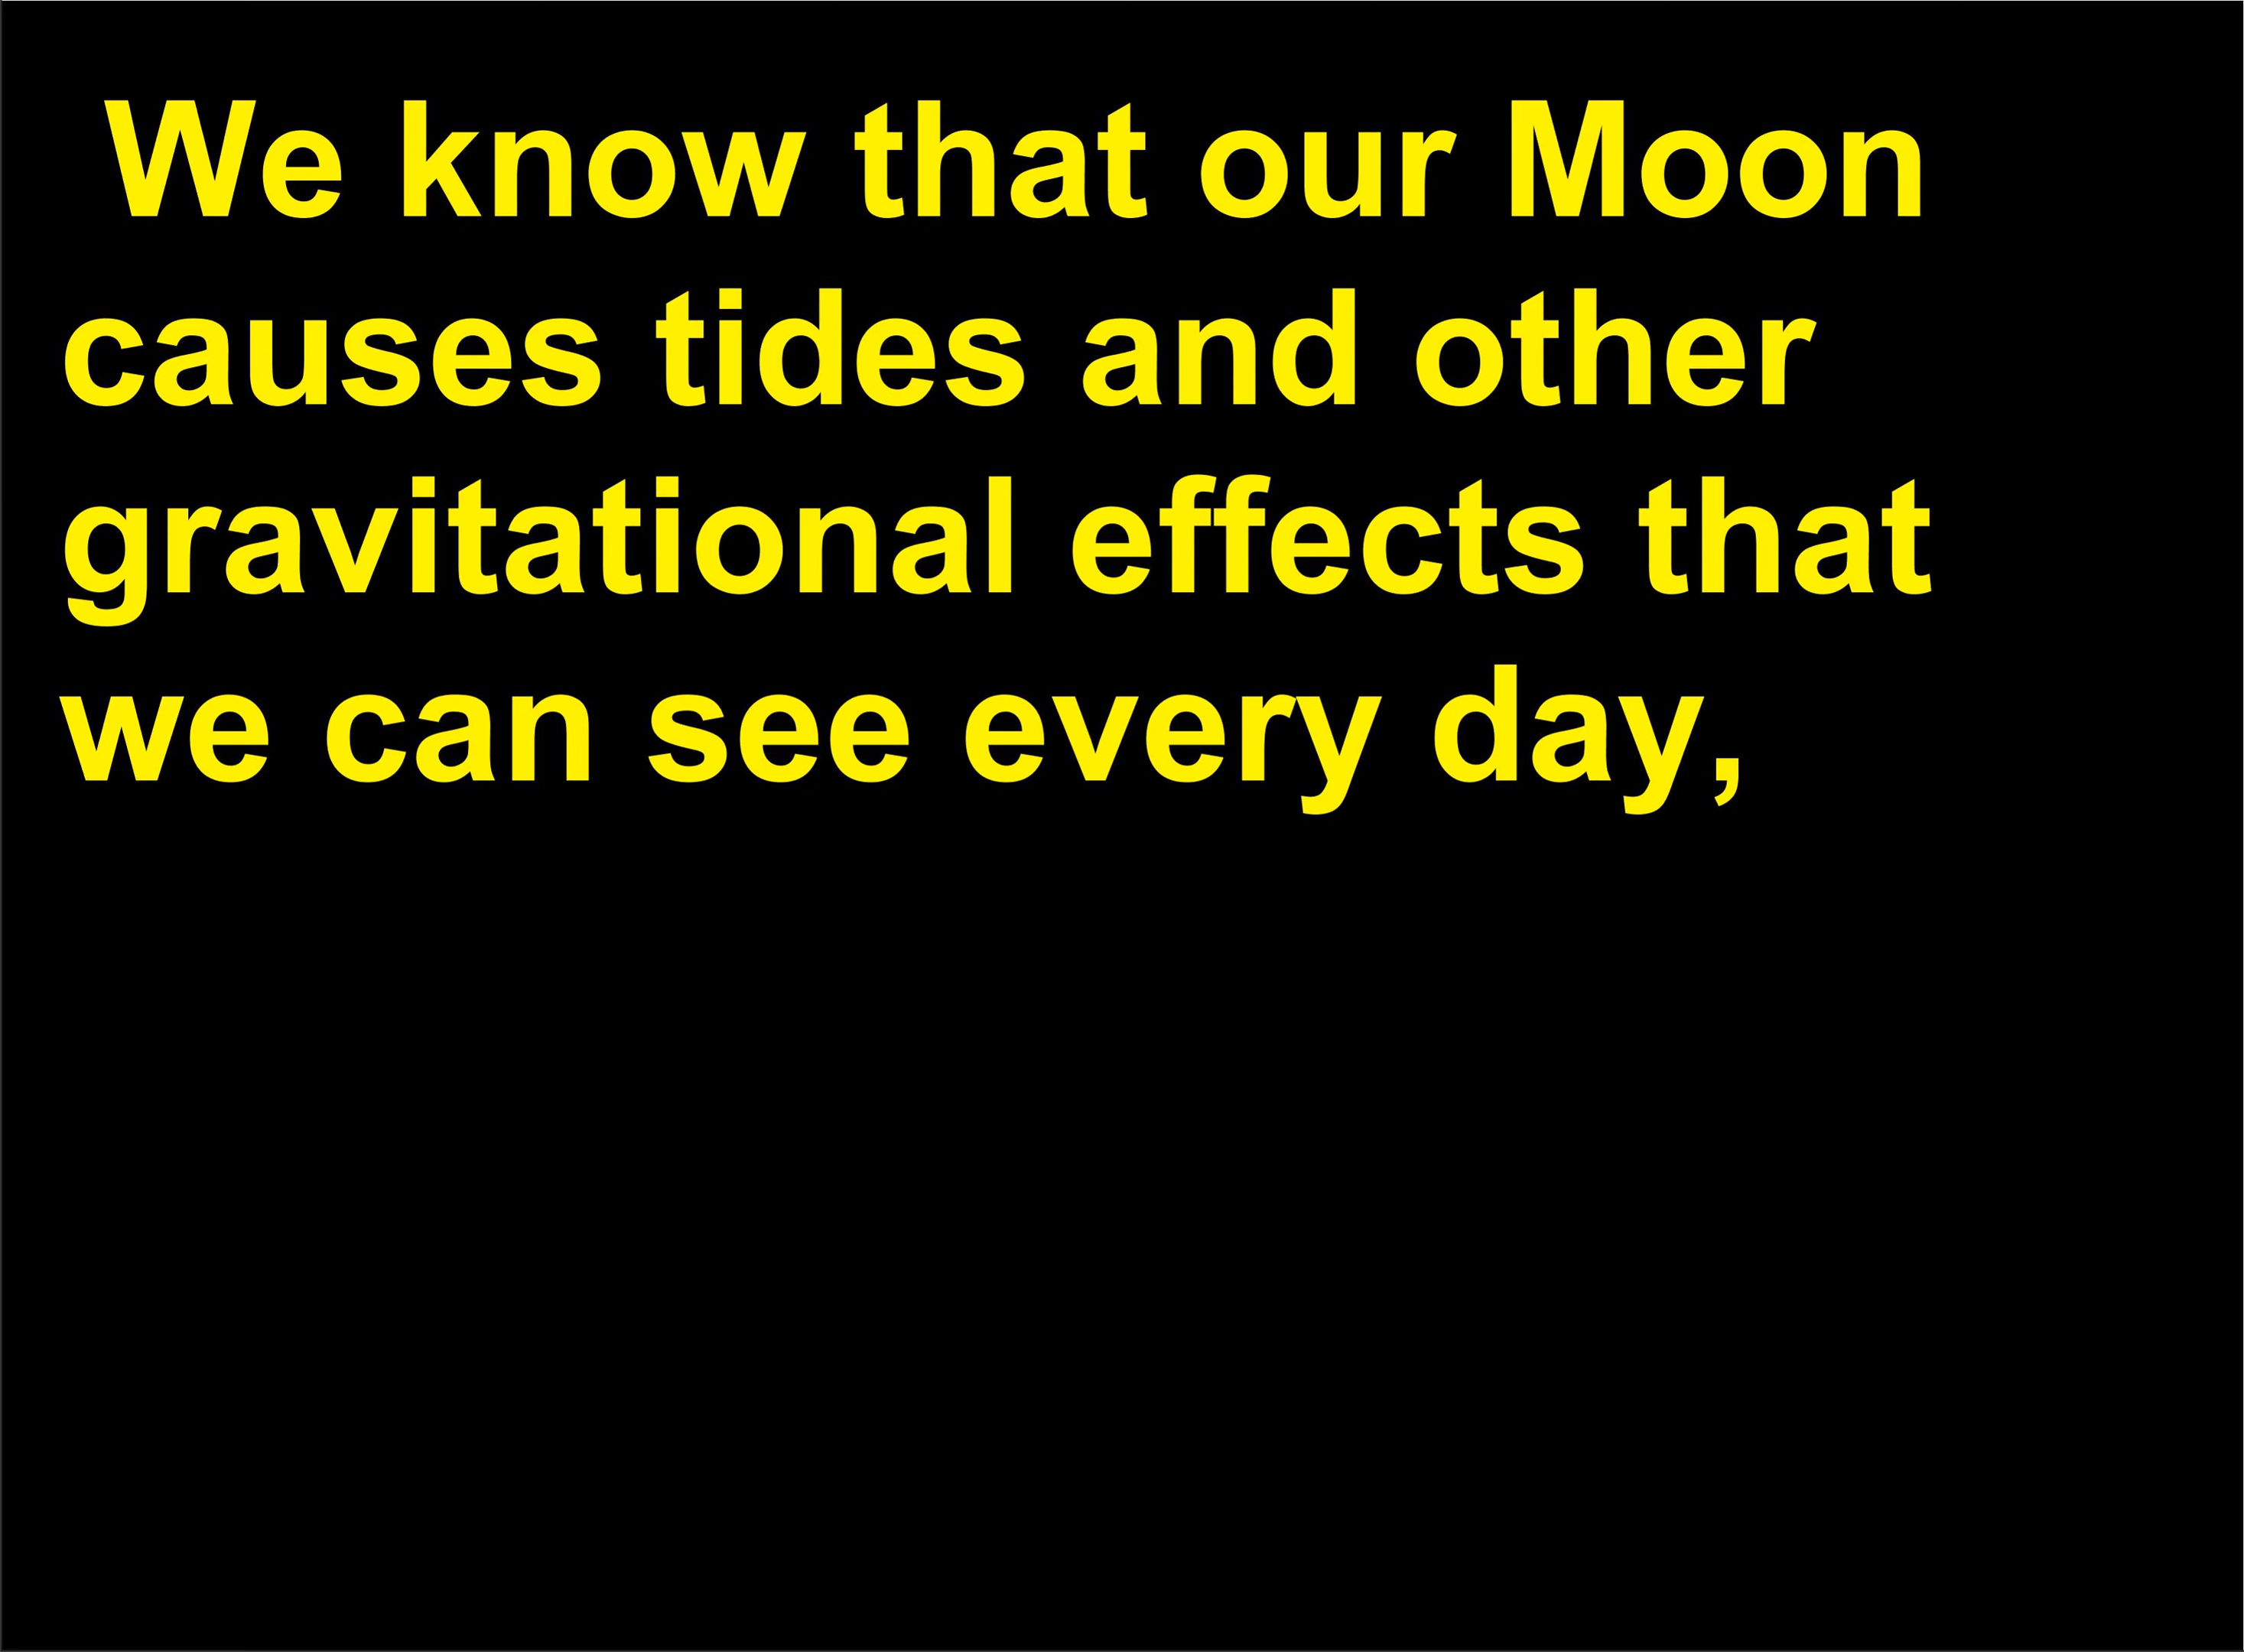 We know that our Moon
causes tides and other
gravitational effects that
we can see every day,